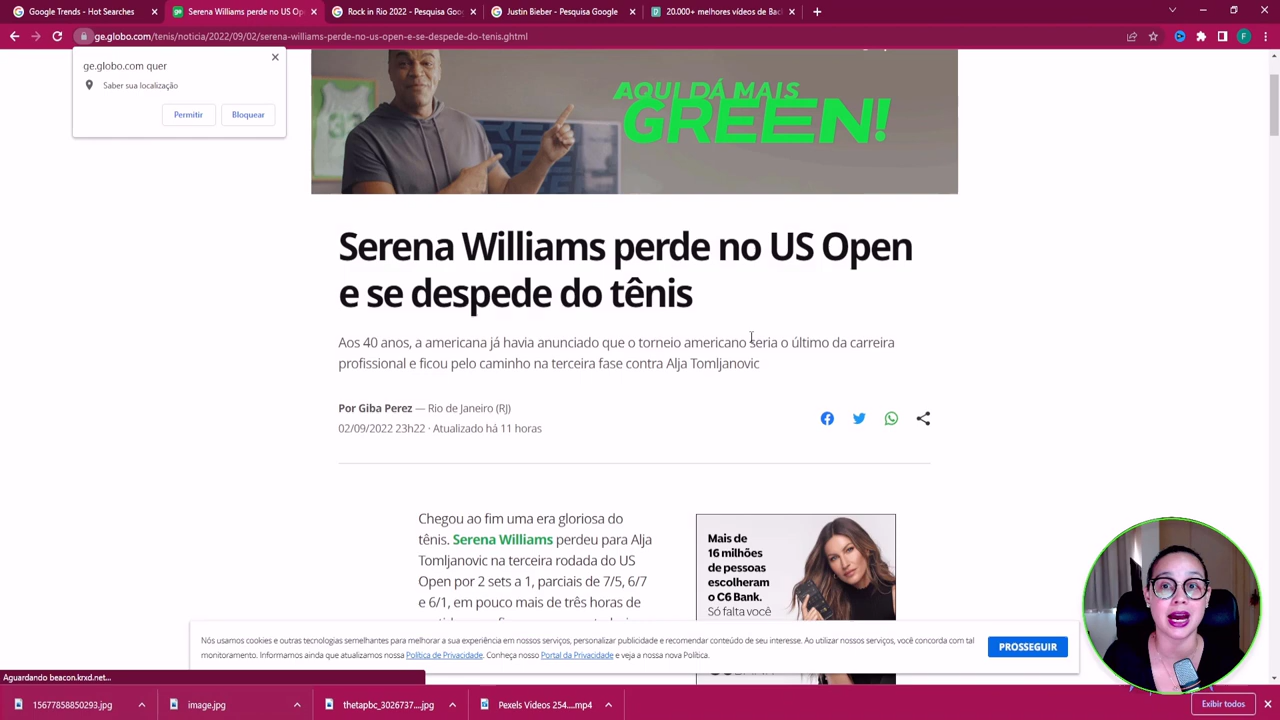 Google Trends - Hot Searches
Serena Williams perde no US Op
Rock in Rio 2022 - Pesquisa Goo
Justin Bieber - Pesquisa Google
20.000+ melhores vídeos de Bac
ge.globo.com/tenis/noticia/2022/09/02/serena-williams-perde-no-us-open-e-se-despede-do-tenis.ghtml
F
ge.globo.com quer
Saber sua localização
Permitir
Bloquear
AQUI DÁ MAIS
GREEN!
Serena Williams perde no US Open
e se despede do tênis
Aos 40 anos, a americana já havia anunciado que o torneio americano seria o último da carreira
profissional e ficou pelo caminho na terceira fase contra Alja Tomljanovic
Por Giba Perez — Rio de Janeiro (RJ)
02/09/2022 23h22 · Atualizado há 11 horas
Chegou ao fim uma era gloriosa do
tênis. Serena Williams perdeu para Alja
Tomljanovic na terceira rodada do US
Open por 2 sets a 1, parciais de 7/5, 6/7
e 6/1, em pouco mais de três horas de
Mais de
16 milhões
de pessoas
escolheram
o C6 Bank.
Só falta você
Nós usamos cookies e outras tecnologias semelhantes para melhorar a sua experiência em nossos serviços, personalizar publicidade e recomendar conteúdo de seu interesse. Ao utilizar nossos serviços, você concorda com tal
monitoramento. Informamos ainda que atualizamos nossa Política de Privacidade. Conheça nosso Portal da Privacidade e veja a nossa nova Política.
PROSSEGUIR
Aguardando beacon.krxd.net...
15677858850293.jpg
image.jpg
thetapbc_3026737....jpg
Pexels Videos 254....mp4
Exibir todos